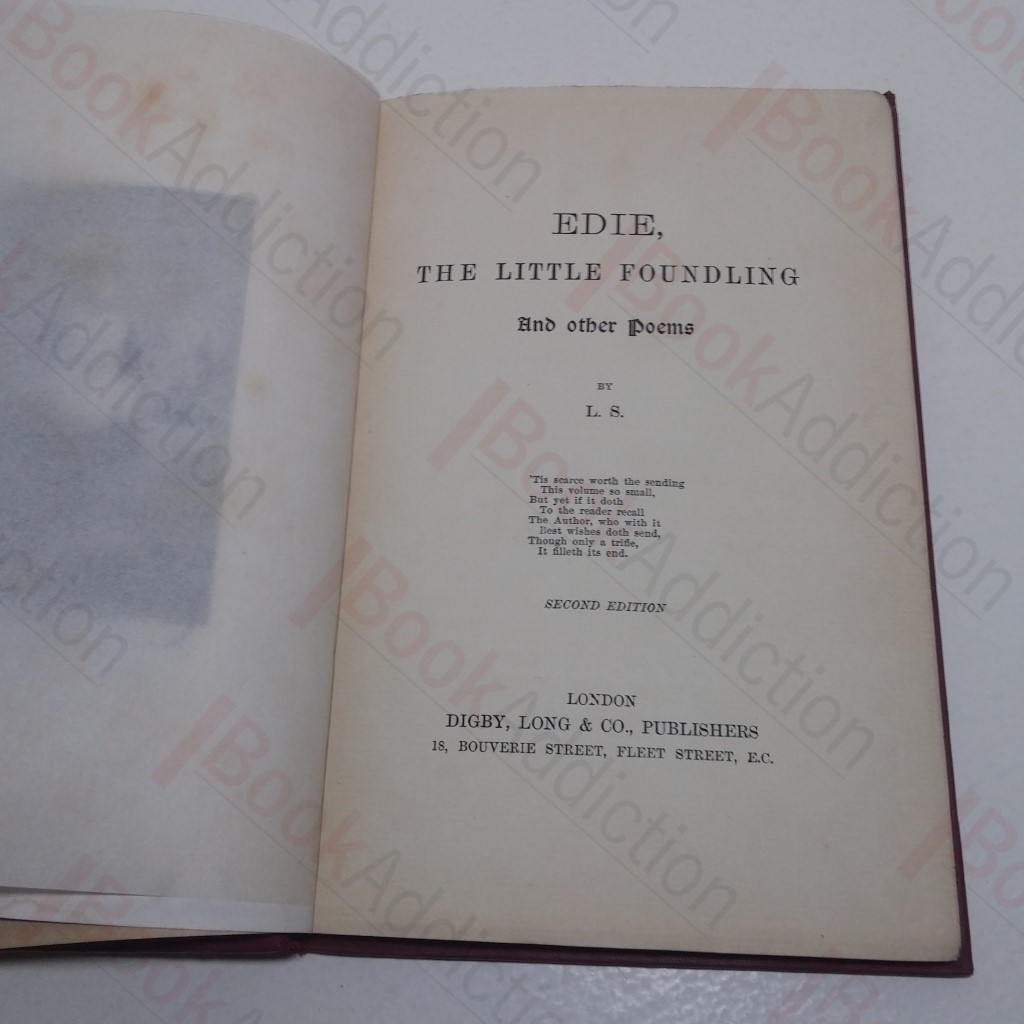 EDIE,
THE LITTLE FOUNDLING
And other Poems
BY
L. S.
'Tis scarce worth the sending
This volume so small,
But yet if it doth
To the reader recall
The Author, who with it
Best wishes doth send,
Though only a trifle,
It filleth its end.
SECOND EDITION
LONDON
DIGBY, LONG & CO., PUBLISHERS
18, BOUVERIE STREET, FLEET STREET, E.C.
BookAddiction